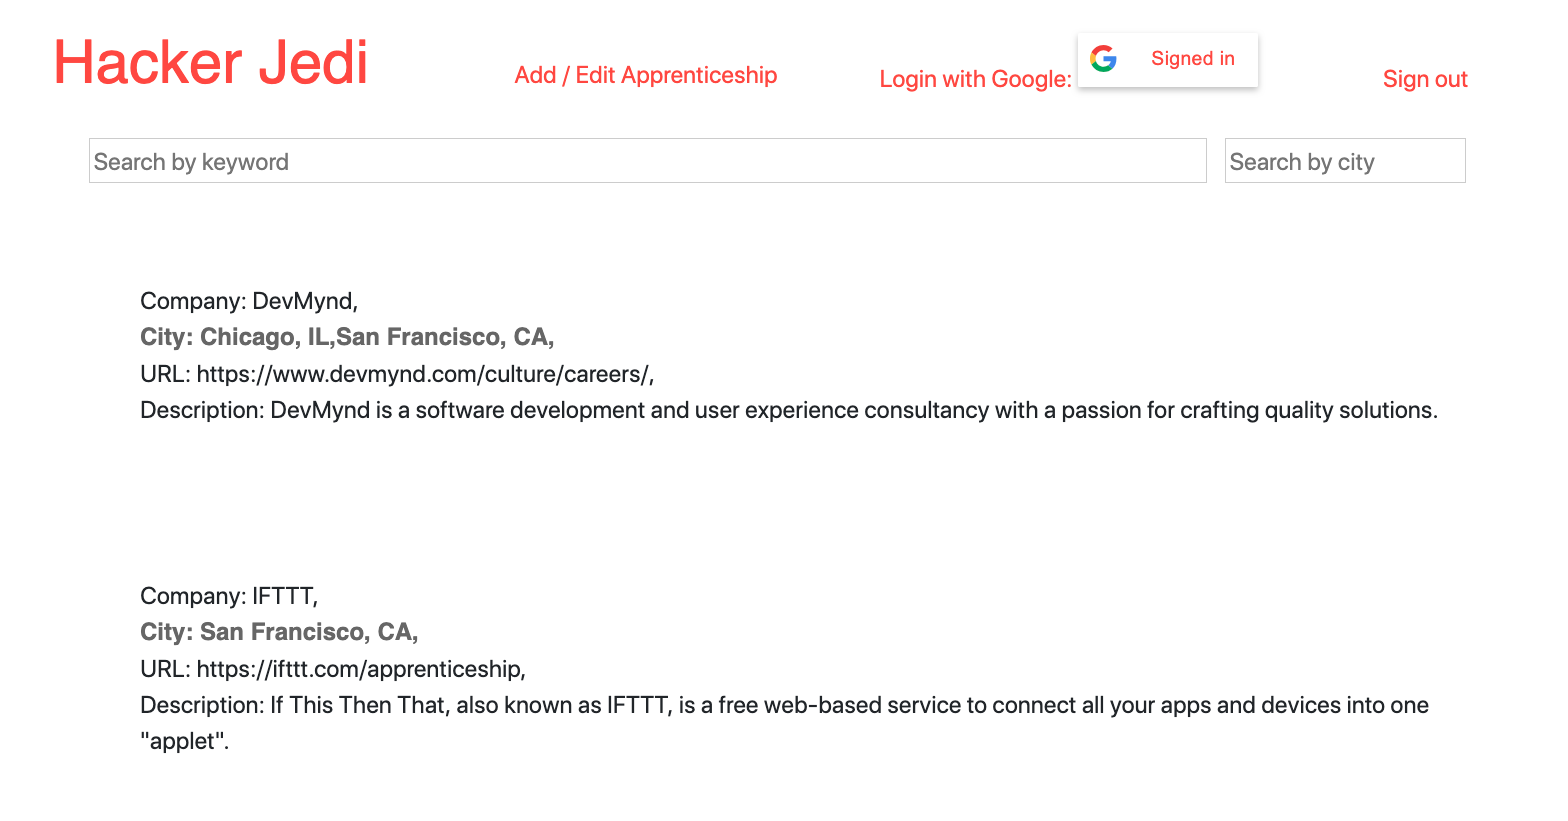 Hacker Jedi
Add / Edit Apprenticeship
Login with Google:
Signed in
Sign out
Search by keyword
Search by city
Company: DevMynd,
City: Chicago, IL,San Francisco, CA,
URL: https://www.devmynd.com/culture/careers/,
Description: DevMynd is a software development and user experience consultancy with a passion for crafting quality solutions.
Company: IFTTT,
City: San Francisco, CA,
URL: https://ifttt.com/apprenticeship,
Description: If This Then That, also known as IFTTT, is a free web-based service to connect all your apps and devices into one
"applet".